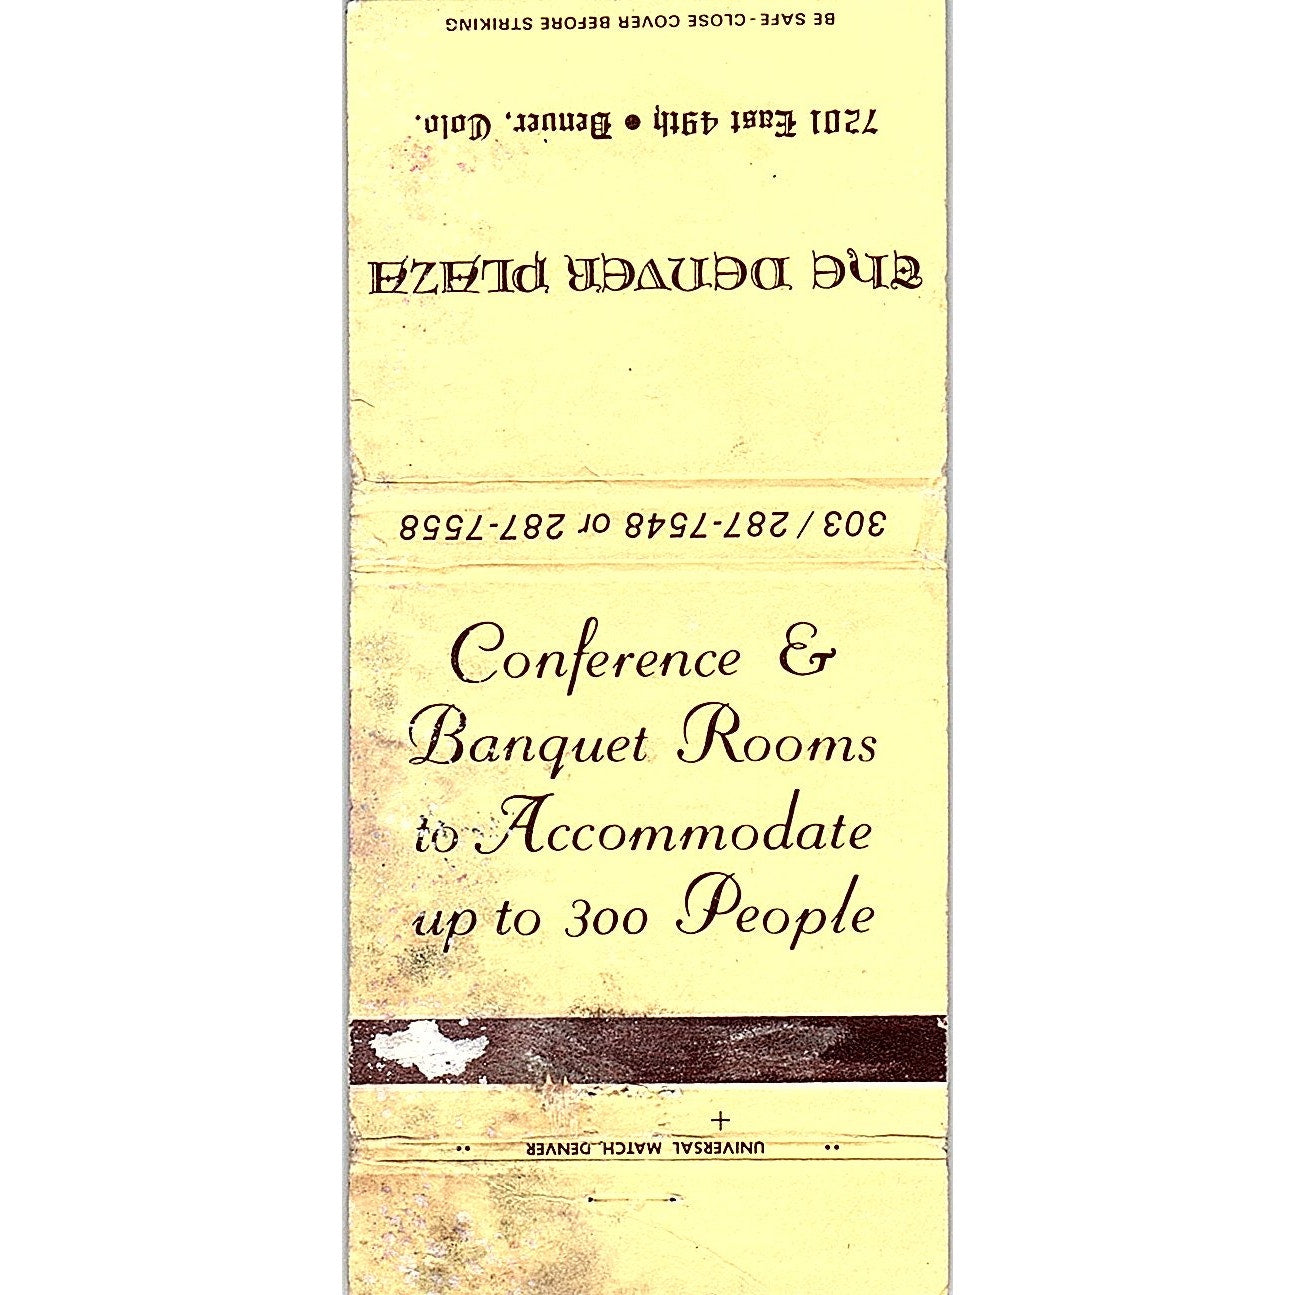 BE SAFE - CLOSE COVER BEFORE STRIKING
7201 East 49th • Denver, Colo.
The Denver Plaza
303 / 287-7548 or 287-7558
Conference &
Banquet Rooms
to Accommodate
up to 300 People
UNIVERSAL MATCH, DENVER